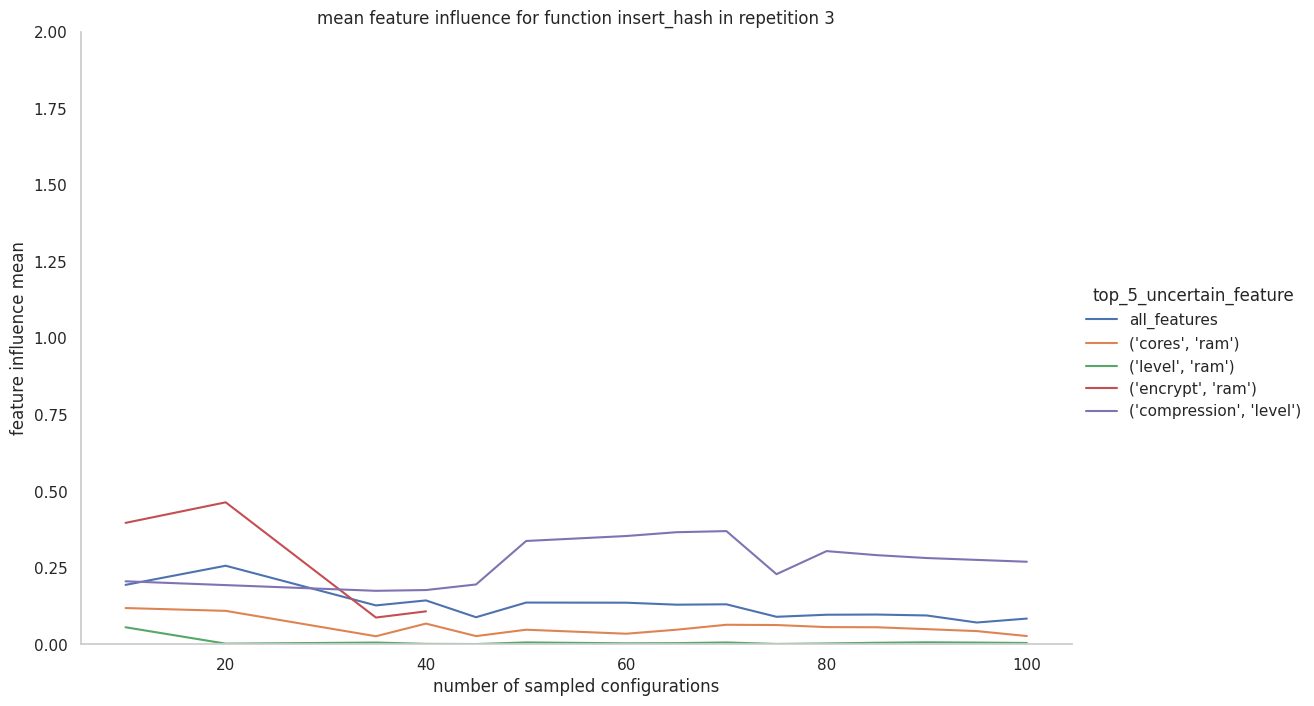 mean feature influence for function insert_hash in repetition 3
2.00
1.75
1.50
1.25
1.00
0.75
0.50
0.25
0.00
feature influence mean
20 40 60 80 100
number of sampled configurations
top_5_uncertain_feature
all_features
('cores', 'ram')
('level', 'ram')
('encrypt', 'ram')
('compression', 'level')